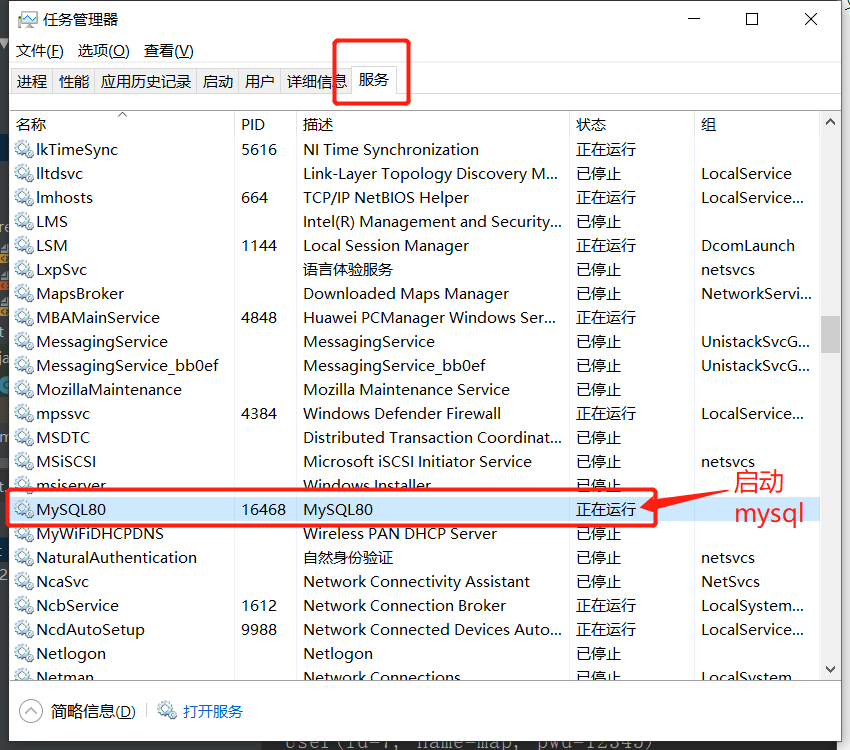 任务管理器
文件(F) 选项(O) 查看(V)
进程 性能 应用历史记录 启动 用户 详细信息 服务
名称 PID 描述 状态 组
lkTimeSync 5616 NI Time Synchronization 正在运行
lltdsvc Link-Layer Topology Discovery M... 已停止 LocalService
lmhosts 664 TCP/IP NetBIOS Helper 正在运行 LocalService...
LMS Intel(R) Management and Security... 已停止
LSM 1144 Local Session Manager 正在运行 DcomLaunch
LxpSvc 语言体验服务 已停止 netsvcs
MapsBroker Downloaded Maps Manager 已停止 NetworkServi...
MBAMainService 4848 Huawei PCManager Windows Ser... 正在运行
MessagingService MessagingService 已停止 UnistackSvcG...
MessagingService_bb0ef MessagingService_bb0ef 已停止 UnistackSvcG...
MozillaMaintenance Mozilla Maintenance Service 已停止
mpssvc 4384 Windows Defender Firewall 正在运行 LocalService...
MSDTC Distributed Transaction Coordinat... 已停止
MSiSCSI Microsoft iSCSI Initiator Service 已停止 netsvcs
msiserver Windows Installer 已停止
启动
MySQL80 16468 MySQL80 正在运行
mysql
MyWiFiDHCPDNS Wireless PAN DHCP Server 已停止
NaturalAuthentication 自然身份验证 已停止 netsvcs
NcaSvc Network Connectivity Assistant 已停止 NetSvcs
NcbService 1612 Network Connection Broker 正在运行 LocalSystem...
NcdAutoSetup 9988 Network Connected Devices Auto... 正在运行 LocalService...
Netlogon Netlogon 已停止
Netman Network Connections 已停止 LocalSystem
简略信息(D) 打开服务
User(id=7, name=map, pwd=12345)